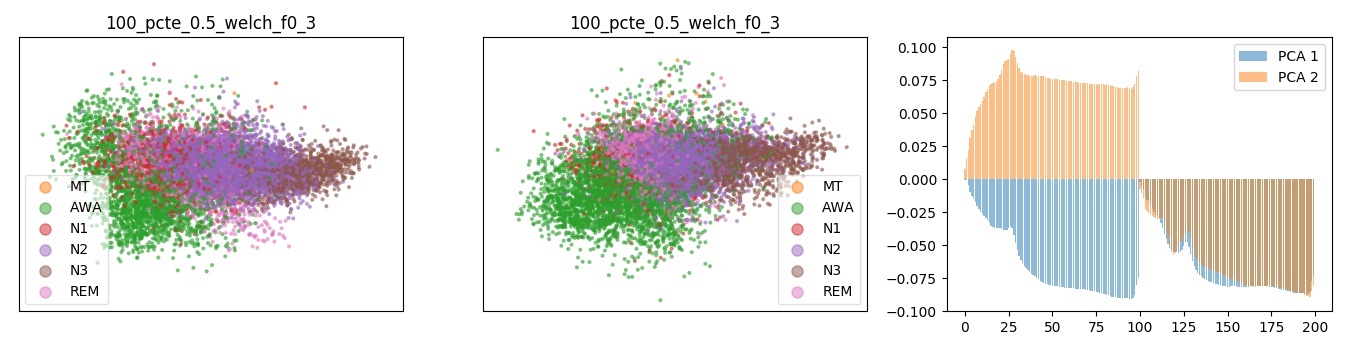 100_pcte_0.5_welch_f0_3
MT
AWA
N1
N2
N3
REM
100_pcte_0.5_welch_f0_3
MT
AWA
N1
N2
N3
REM
0.100
0.075
0.050
0.025
0.000
−0.025
−0.050
−0.075
−0.100
PCA 1
PCA 2
0 25 50 75 100 125 150 175 200